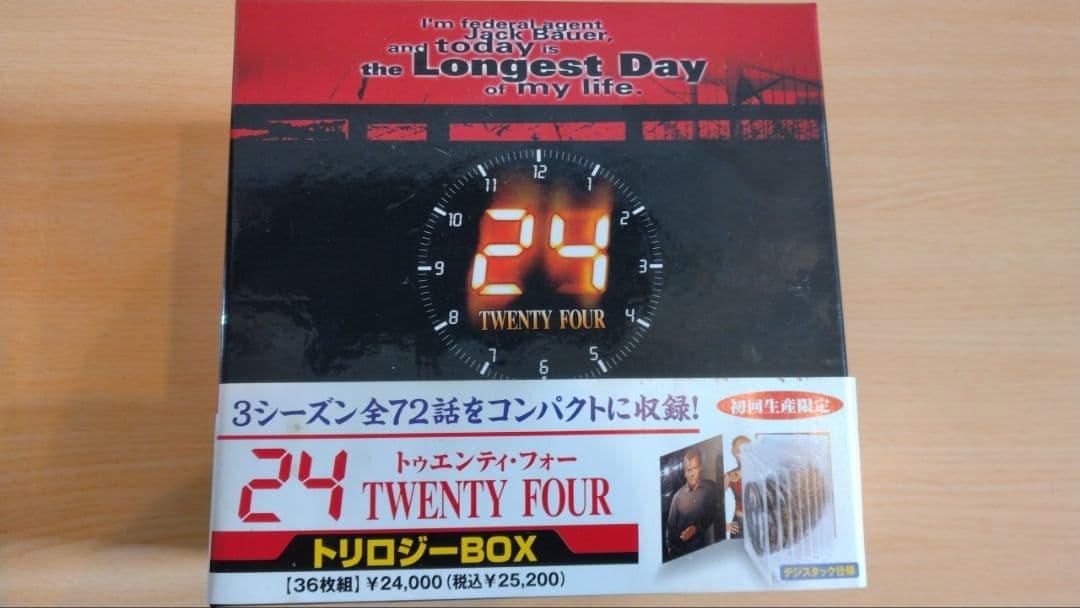 I'm federal agent
Jack Bauer,
and today is
the Longest Day
of my life.
12
11
1
10
2
24
9
3
8
TWENTY FOUR
4
7
5
6
3シーズン全72話をコンパクトに収録!
初回生産限定
24
トゥエンティ・フォー
TWENTY FOUR
トリロジーBOX
【36枚組】¥24,000(税込¥25,200)
デジスタック仕様